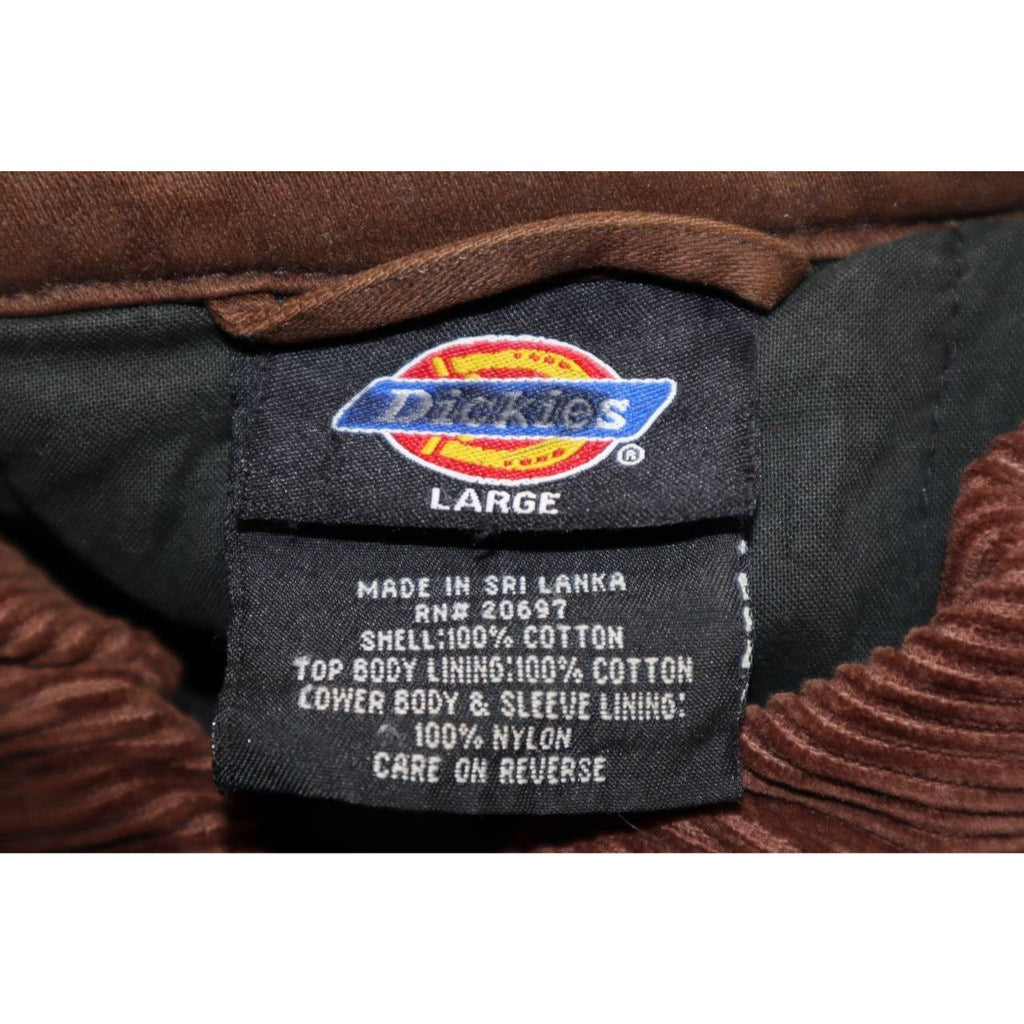 Dickies
®
LARGE
MADE IN SRI LANKA
RN# 20697
SHELL:100% COTTON
TOP BODY LINING:100% COTTON
LOWER BODY & SLEEVE LINING:
100% NYLON
CARE ON REVERSE